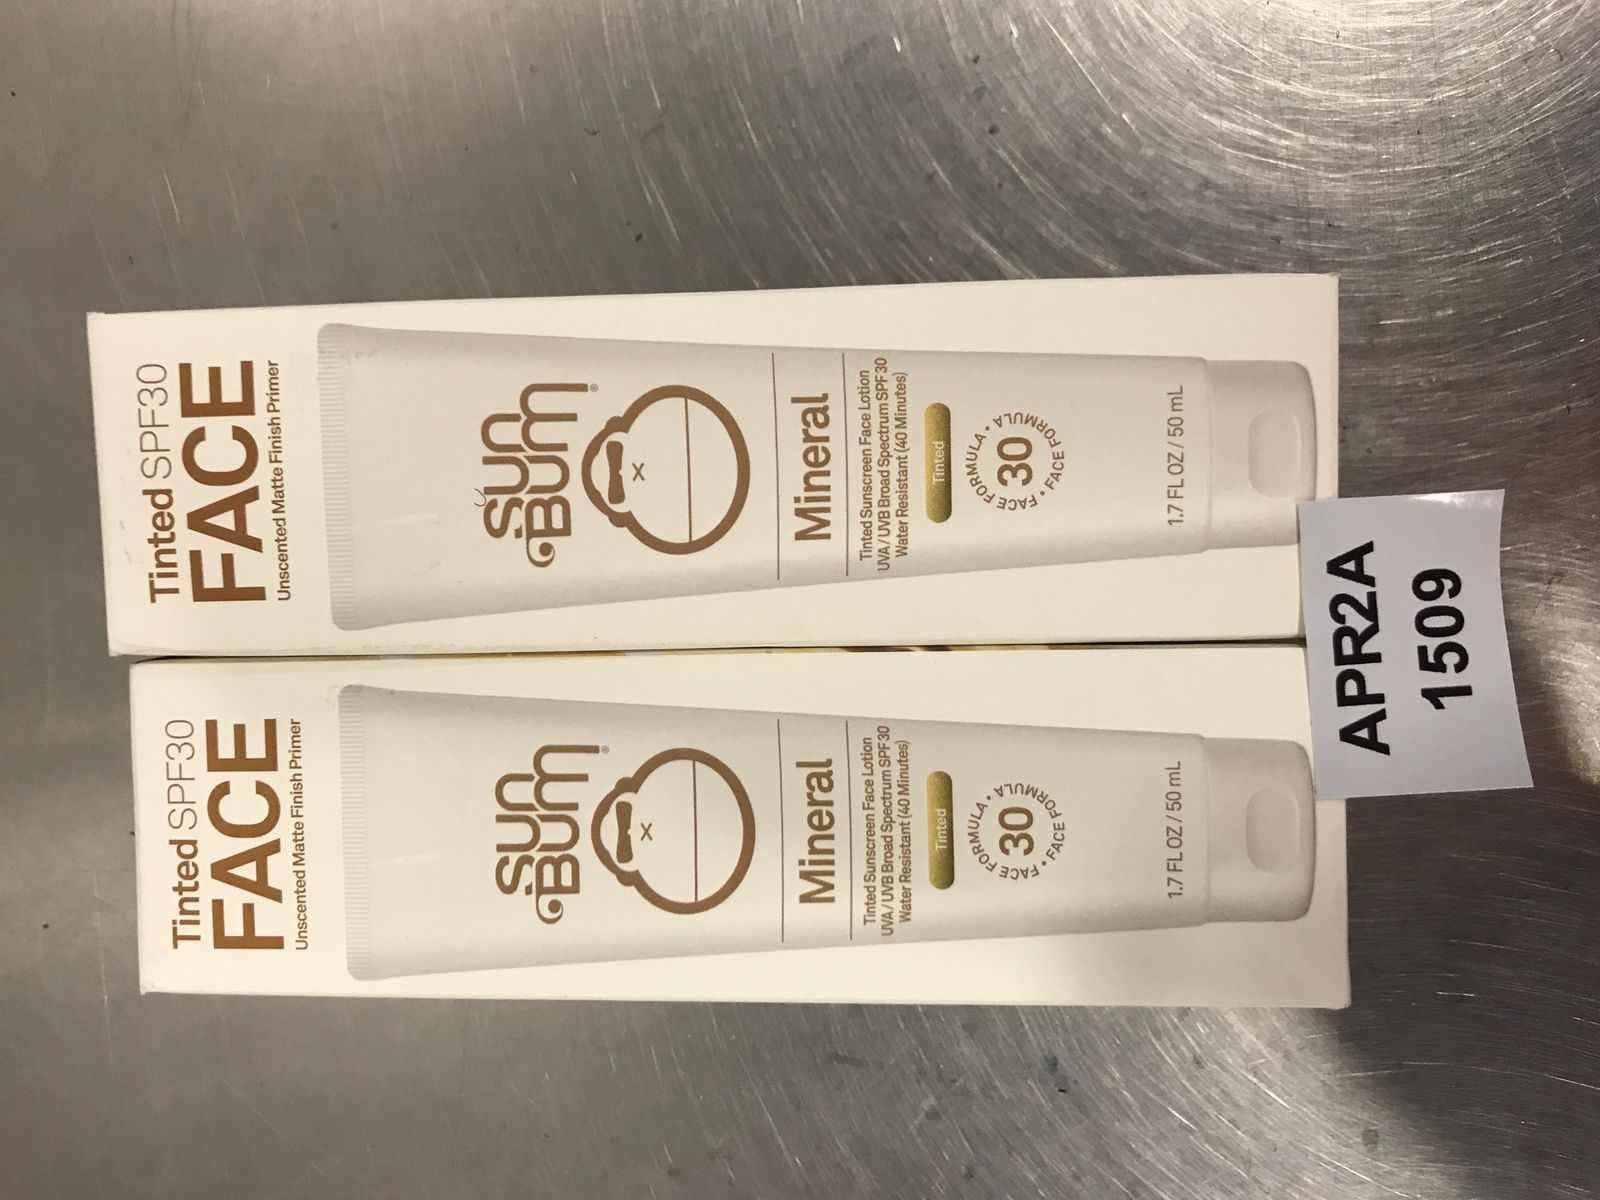 Tinted SPF30
FACE
Unscented Matte Finish Primer
SUN
BUM®
Mineral
Tinted Sunscreen Face Lotion
UVA / UVB Broad Spectrum SPF 30
Water Resistant (40 Minutes)
Tinted
FACE FORMULA • FACE FORMULA •
30
1.7 FL OZ / 50 mL
Tinted SPF30
FACE
Unscented Matte Finish Primer
SUN
BUM®
Mineral
Tinted Sunscreen Face Lotion
UVA / UVB Broad Spectrum SPF 30
Water Resistant (40 Minutes)
Tinted
FACE FORMULA • FACE FORMULA •
30
1.7 FL OZ / 50 mL
APR2A
1509